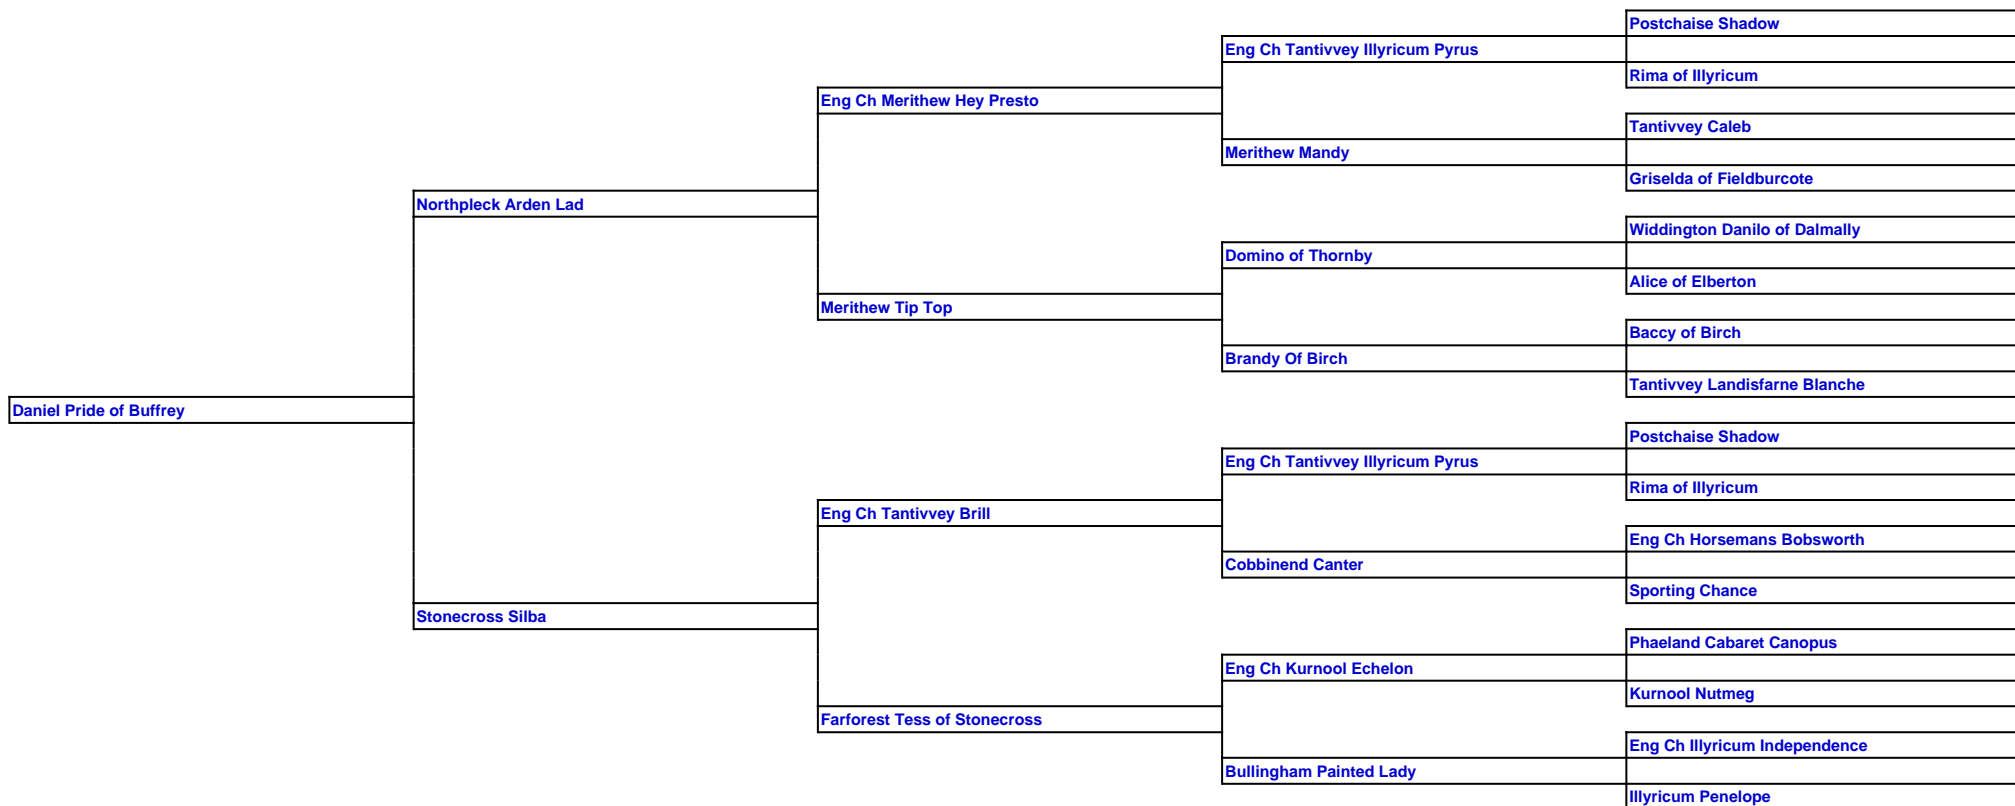 Postchaise Shadow
Eng Ch Tantivvey Illyricum Pyrus
Rima of Illyricum
Eng Ch Merithew Hey Presto
Tantivvey Caleb
Merithew Mandy
Griselda of Fieldburcote
Northpleck Arden Lad
Widdington Danilo of Dalmally
Domino of Thornby
Alice of Elberton
Merithew Tip Top
Baccy of Birch
Brandy Of Birch
Tantivvey Landisfarne Blanche
Daniel Pride of Buffrey
Postchaise Shadow
Eng Ch Tantivvey Illyricum Pyrus
Rima of Illyricum
Eng Ch Tantivvey Brill
Eng Ch Horsemans Bobsworth
Cobbinend Canter
Sporting Chance
Stonecross Silba
Phaeland Cabaret Canopus
Eng Ch Kurnool Echelon
Kurnool Nutmeg
Farforest Tess of Stonecross
Eng Ch Illyricum Independence
Bullingham Painted Lady
Illyricum Penelope